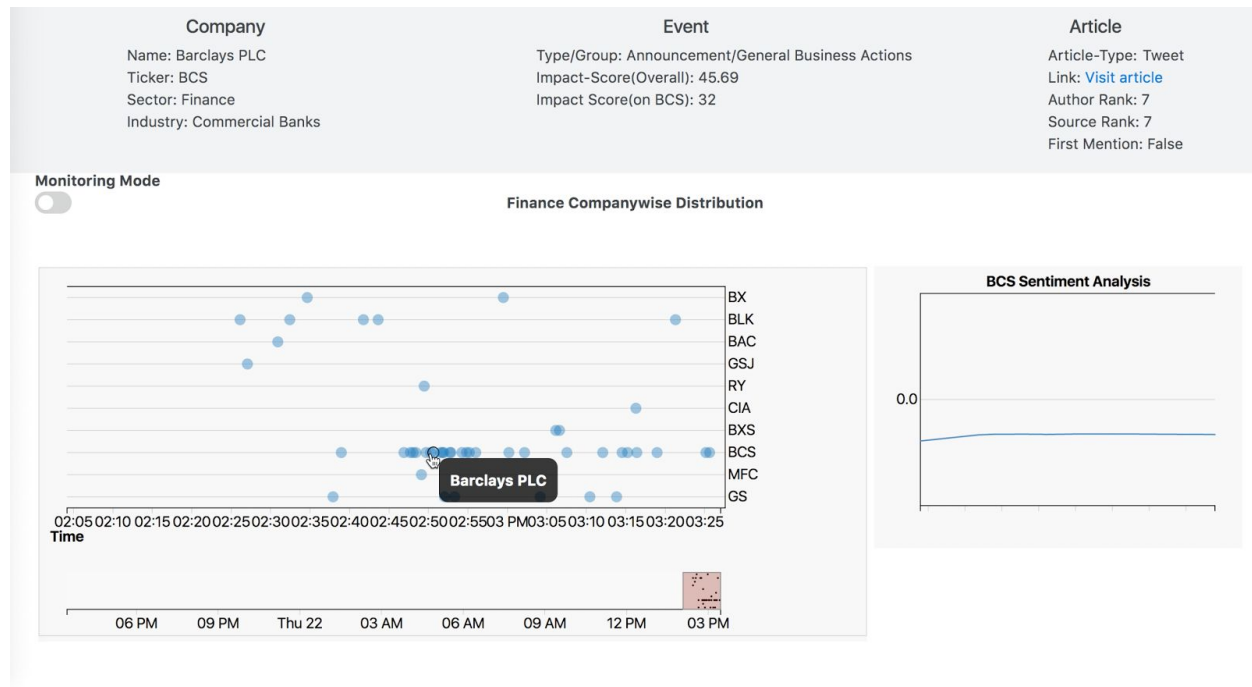 Company
Name: Barclays PLC
Ticker: BCS
Sector: Finance
Industry: Commercial Banks
Event
Type/Group: Announcement/General Business Actions
Impact-Score(Overall): 45.69
Impact Score(on BCS): 32
Article
Article-Type: Tweet
Link: Visit article
Author Rank: 7
Source Rank: 7
First Mention: False
Monitoring Mode
Finance Companywise Distribution
BX
BLK
BAC
GSJ
RY
CIA
BXS
BCS
MFC
GS
Barclays PLC
02:05 02:10 02:15 02:20 02:25 02:30 02:35 02:40 02:45 02:50 02:55 03 PM 03:05 03:10 03:15 03:20 03:25
Time
06 PM 09 PM Thu 22 03 AM 06 AM 09 AM 12 PM 03 PM
BCS Sentiment Analysis
0.0